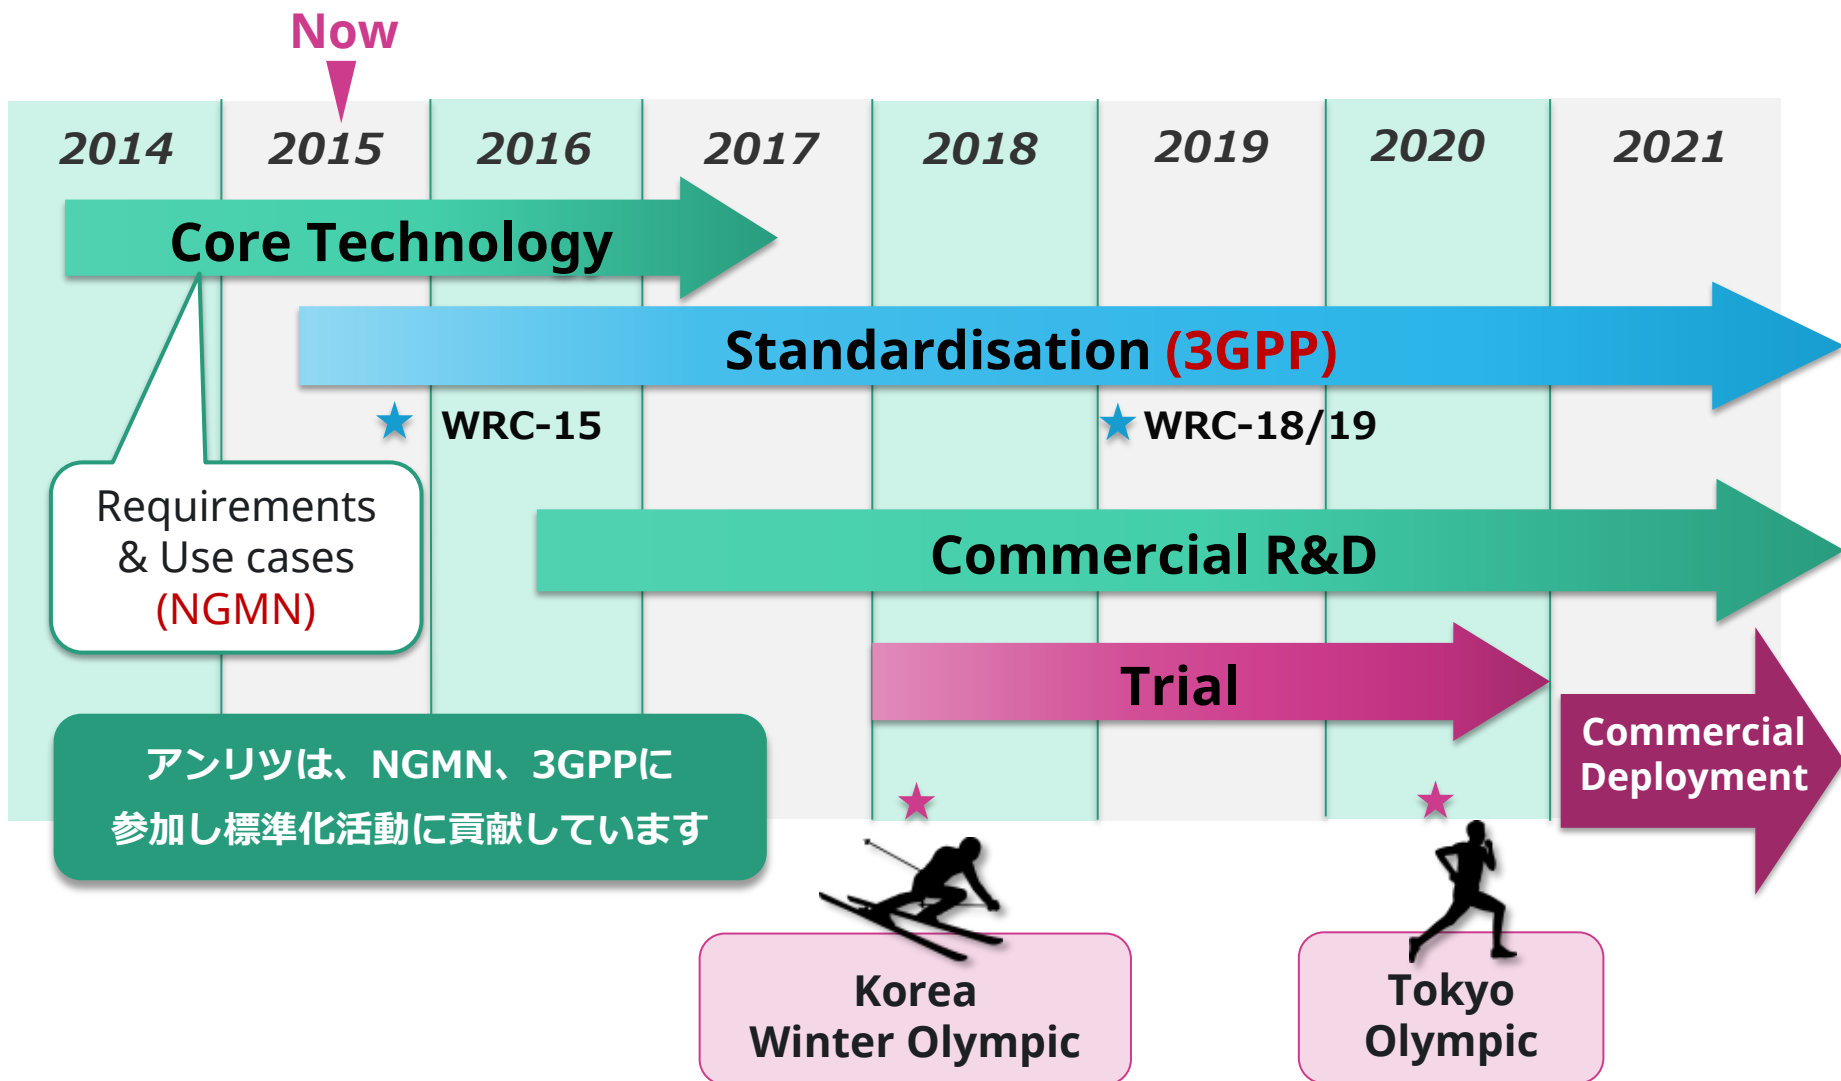 Now
2014 2015 2016 2017 2018 2019 2020 2021
Core Technology
Standardisation (3GPP)
WRC-15
WRC-18/19
Requirements
& Use cases
(NGMN)
Commercial R&D
Trial
Commercial
Deployment
アンリツは、NGMN、3GPPに
参加し標準化活動に貢献しています
Korea
Winter Olympic
Tokyo
Olympic